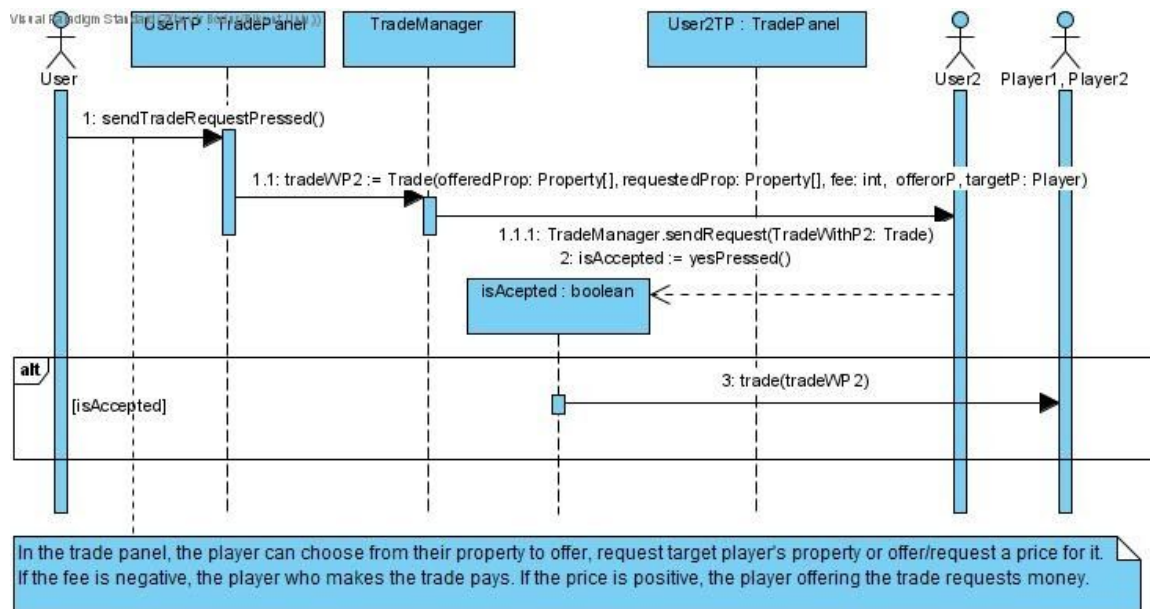 Visual Paradigm Standard
UserTP : TradePanel
TradeManager
User2TP : TradePanel
User
User2
Player1, Player2
1: sendTradeRequestPressed()
1.1: tradeWP2 := Trade(offeredProp: Property[], requestedProp: Property[], fee: int, offerorP, targetP: Player)
1.1.1: TradeManager.sendRequest(TradeWithP2: Trade)
2: isAccepted := yesPressed()
isAcepted : boolean
alt
3: trade(tradeWP2)
[isAccepted]
In the trade panel, the player can choose from their property to offer, request target player's property or offer/request a price for it.
If the fee is negative, the player who makes the trade pays. If the price is positive, the player offering the trade requests money.